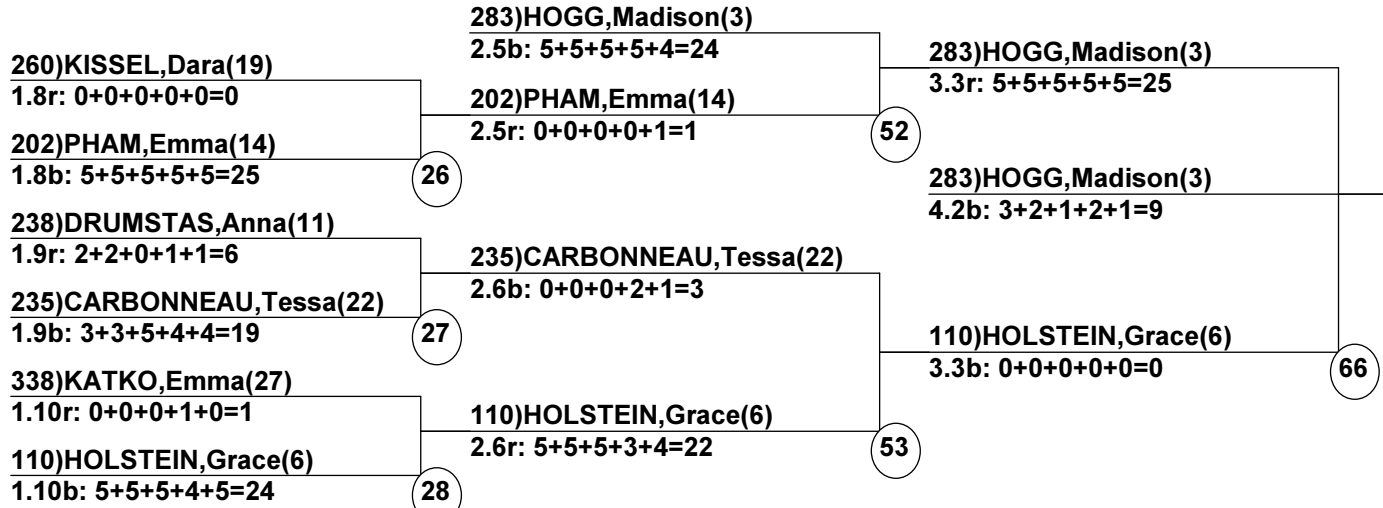 260)KISSEL,Dara(19)
1.8r: 0+0+0+0+0=0
202)PHAM,Emma(14)
1.8b: 5+5+5+5+5=25
26
238)DRUMSTAS,Anna(11)
1.9r: 2+2+0+1+1=6
235)CARBONNEAU,Tessa(22)
1.9b: 3+3+5+4+4=19
27
338)KATKO,Emma(27)
1.10r: 0+0+0+1+0=1
110)HOLSTEIN,Grace(6)
1.10b: 5+5+5+4+5=24
28
283)HOGG,Madison(3)
2.5b: 5+5+5+5+4=24
202)PHAM,Emma(14)
2.5r: 0+0+0+0+1=1
52
235)CARBONNEAU,Tessa(22)
2.6b: 0+0+0+2+1=3
110)HOLSTEIN,Grace(6)
2.6r: 5+5+5+3+4=22
53
283)HOGG,Madison(3)
3.3r: 5+5+5+5+5=25
283)HOGG,Madison(3)
4.2b: 3+2+1+2+1=9
110)HOLSTEIN,Grace(6)
3.3b: 0+0+0+0+0=0
66